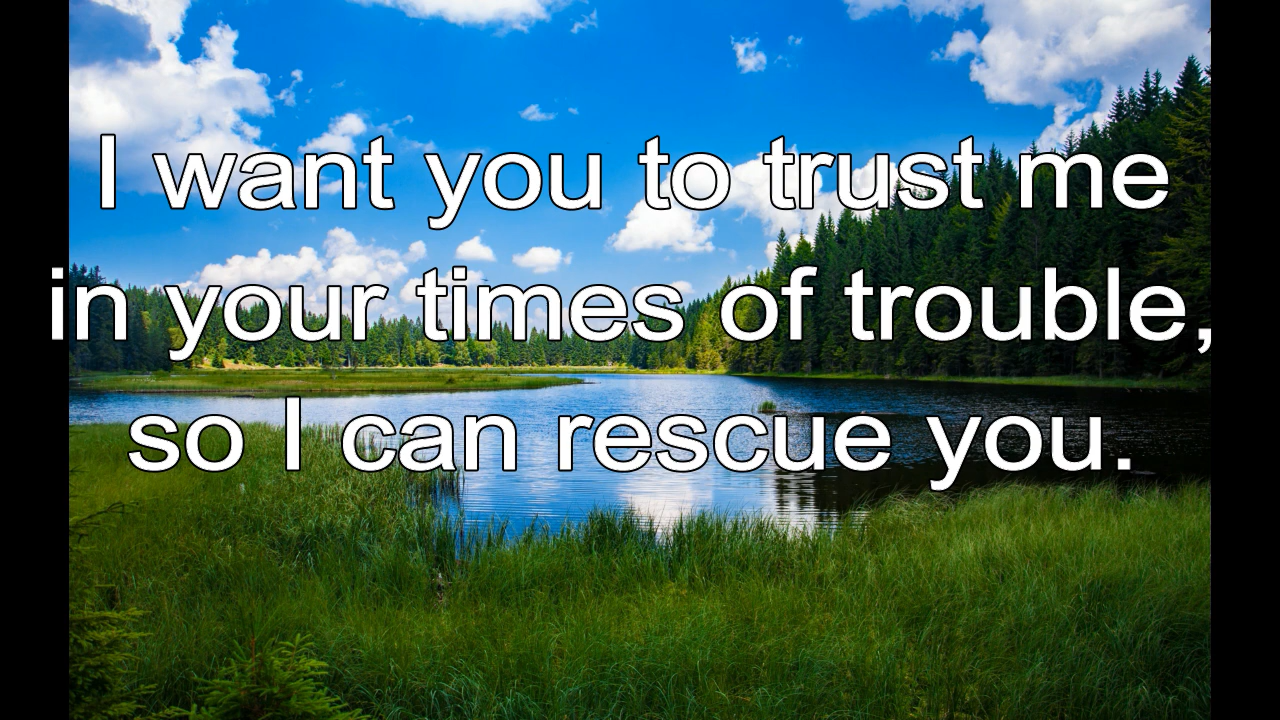 I want you to trust me
in your times of trouble,
so I can rescue you.